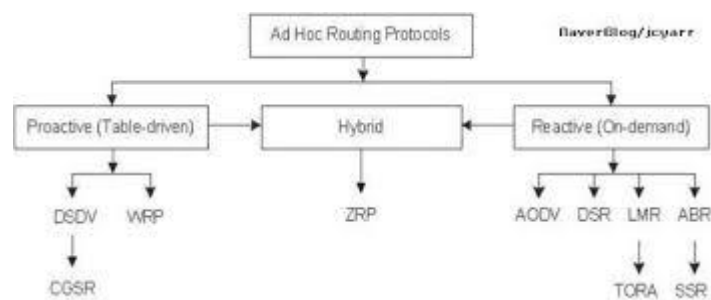 Ad Hoc Routing Protocols
NaverBlog/jcyarr
Proactive (Table-driven)
Hybrid
Reactive (On-demand)
DSDV
WRP
ZRP
AODV
DSR
LMR
ABR
CGSR
TORA
SSR